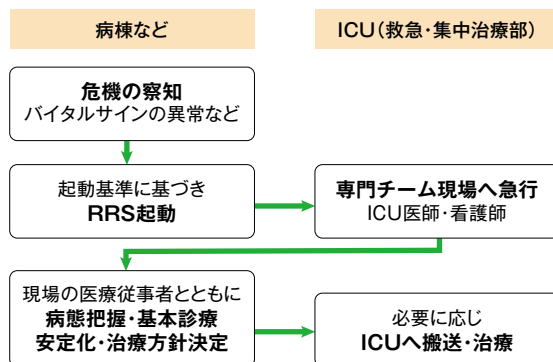 病棟など
ICU（救急・集中治療部）
危機の察知
バイタルサインの異常など
起動基準に基づき
RRS起動
専門チーム現場へ急行
ICU医師・看護師
現場の医療従事者とともに
病態把握・基本診療
安定化・治療方針決定
必要に応じ
ICUへ搬送・治療